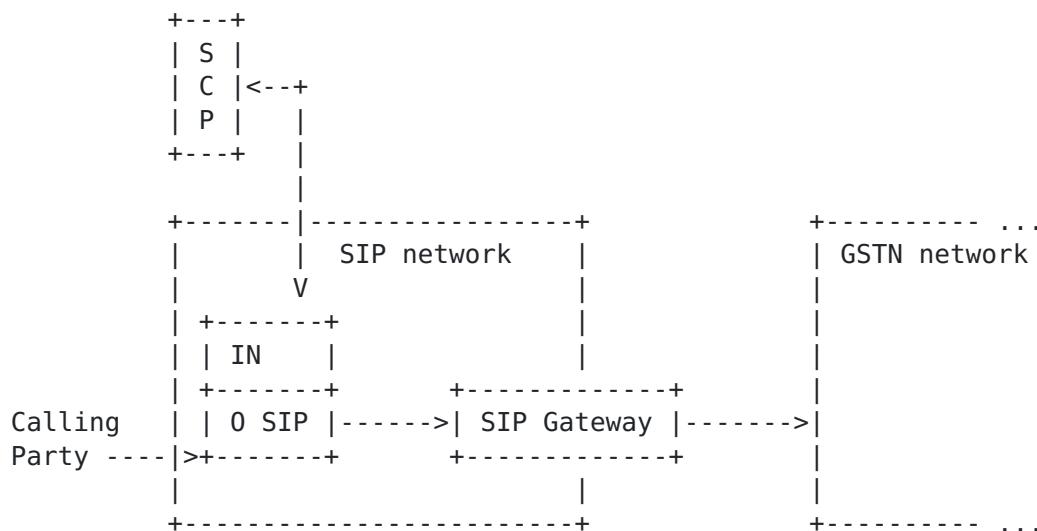 S
C
P
SIP network
GSTN network
IN
Calling
O SIP
SIP Gateway
Party